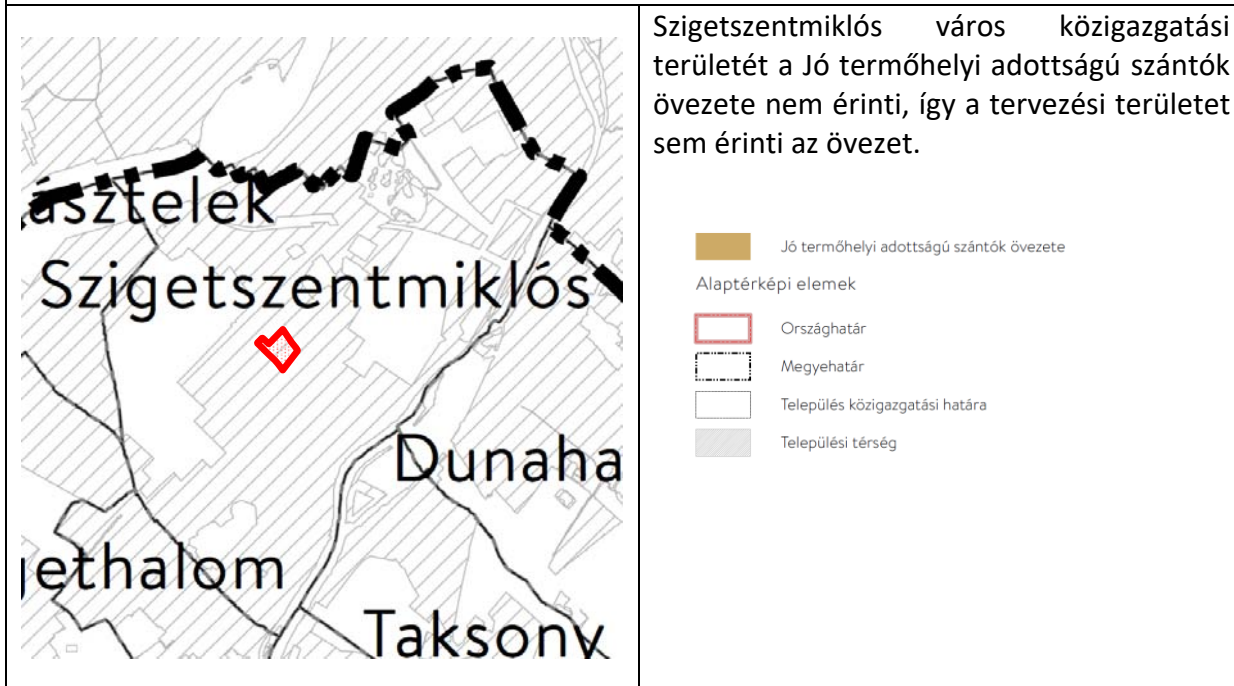 Szigetszentmiklós város közigazgatási
területét a Jó termőhelyi adottságú szántók
övezete nem érinti, így a tervezési területet
sem érinti az övezet.
ásztelek
Szigetszentmiklós
Dunaha
gethalom
Taksony
Jó termőhelyi adottságú szántók övezete
Alaptérképi elemek
Országhatár
Megyehatár
Település közigazgatási határa
Települési térség